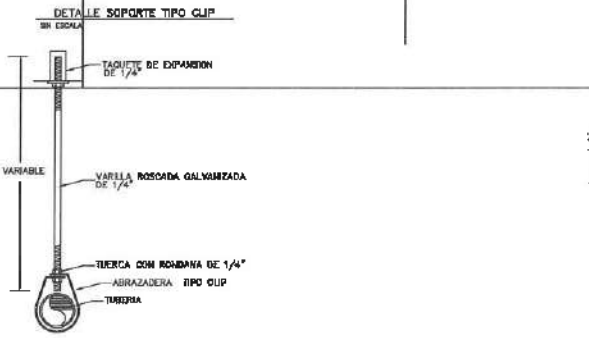 DETALLE SOPORTE TIPO CLIP
SIN ESCALA
TAQUETE DE EXPANSION
DE 1/4"
VARIABLE
VARILLA ROSCADA GALVANIZADA
DE 1/4"
TUERCA CON RONDANA DE 1/4"
ABRAZADERA TIPO CLIP
TUBERIA